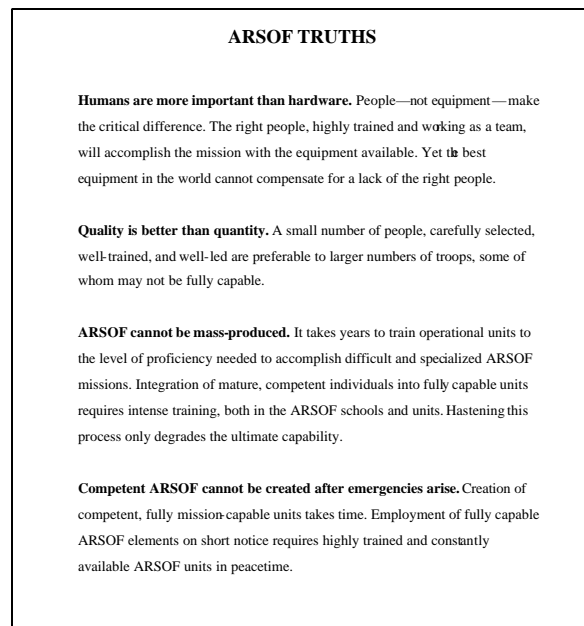 ARSOF TRUTHS
Humans are more important than hardware. People—not equipment—make
the critical difference. The right people, highly trained and working as a team,
will accomplish the mission with the equipment available. Yet the best
equipment in the world cannot compensate for a lack of the right people.
Quality is better than quantity. A small number of people, carefully selected,
well-trained, and well-led are preferable to larger numbers of troops, some of
whom may not be fully capable.
ARSOF cannot be mass-produced. It takes years to train operational units to
the level of proficiency needed to accomplish difficult and specialized ARSOF
missions. Integration of mature, competent individuals into fully capable units
requires intense training, both in the ARSOF schools and units. Hastening this
process only degrades the ultimate capability.
Competent ARSOF cannot be created after emergencies arise. Creation of
competent, fully mission-capable units takes time. Employment of fully capable
ARSOF elements on short notice requires highly trained and constantly
available ARSOF units in peacetime.